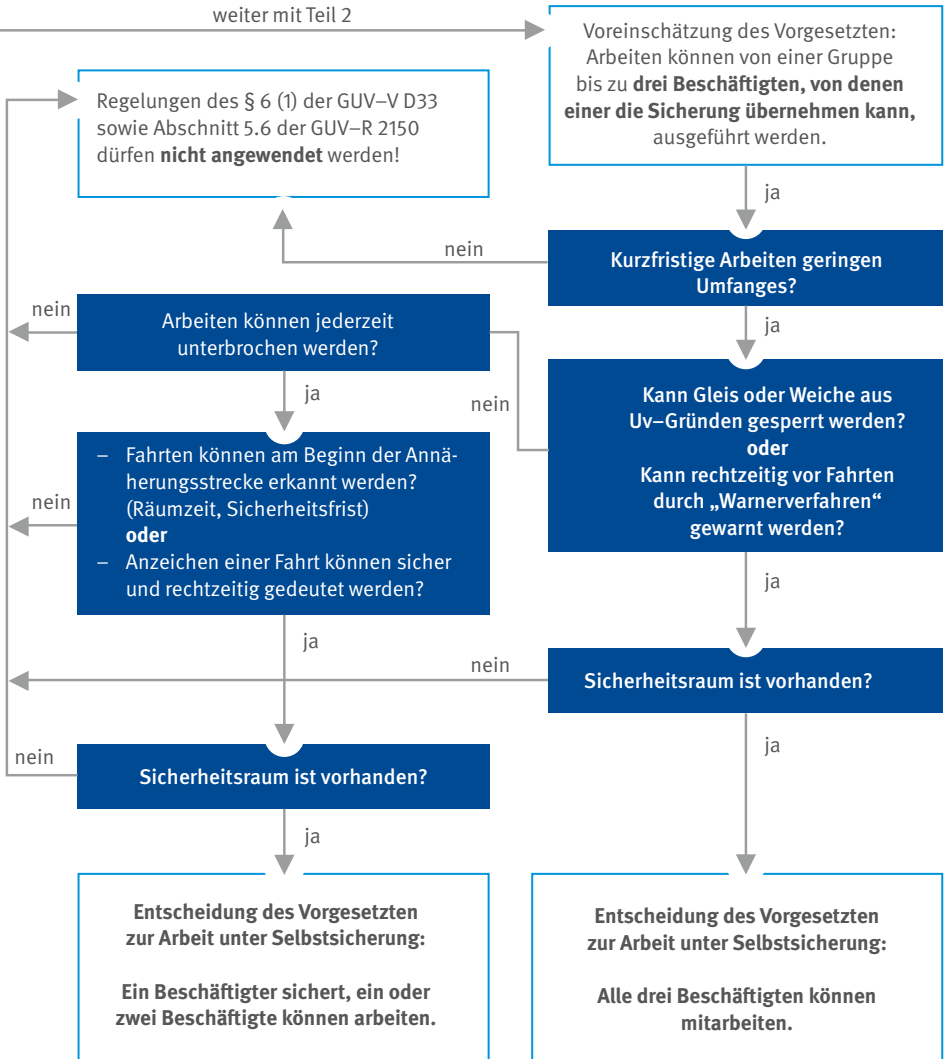 weiter mit Teil 2
Voreinschätzung des Vorgesetzten:
Arbeiten können von einer Gruppe
bis zu drei Beschäftigten, von denen
einer die Sicherung übernehmen kann,
ausgeführt werden.
Regelungen des § 6 (1) der GUV–V D33
sowie Abschnitt 5.6 der GUV–R 2150
dürfen nicht angewendet werden!
ja
nein
Kurzfristige Arbeiten geringen
Umfanges?
ja
nein
Arbeiten können jederzeit
unterbrochen werden?
ja
nein
Kann Gleis oder Weiche aus
Uv–Gründen gesperrt werden?
oder
Kann rechtzeitig vor Fahrten
durch „Warnerverfahren“
gewarnt werden?
nein
– Fahrten können am Beginn der Annä-
herungsstrecke erkannt werden?
(Räumzeit, Sicherheitsfrist)
oder
– Anzeichen einer Fahrt können sicher
und rechtzeitig gedeutet werden?
ja
ja
nein
Sicherheitsraum ist vorhanden?
ja
nein
Sicherheitsraum ist vorhanden?
ja
Entscheidung des Vorgesetzten
zur Arbeit unter Selbstsicherung:
Ein Beschäftigter sichert, ein oder
zwei Beschäftigte können arbeiten.
Entscheidung des Vorgesetzten
zur Arbeit unter Selbstsicherung:
Alle drei Beschäftigten können
mitarbeiten.